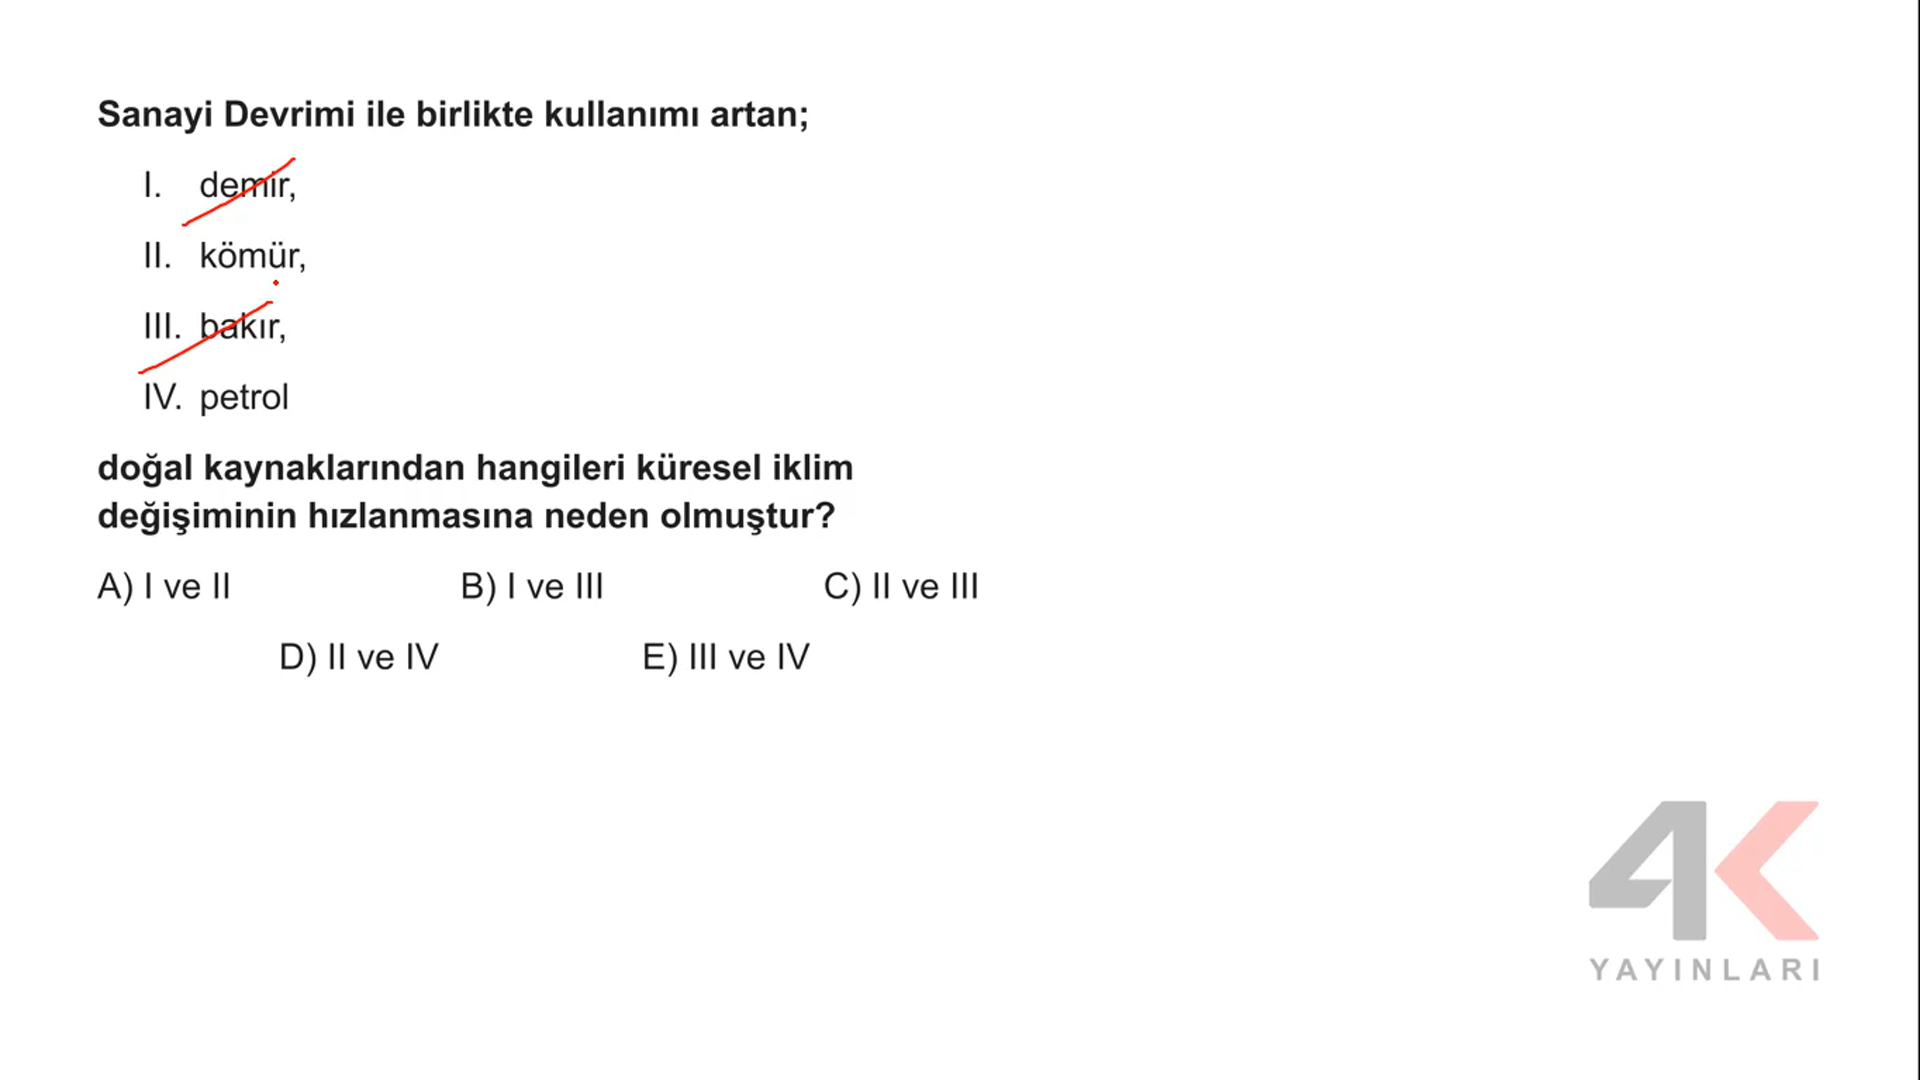 Sanayi Devrimi ile birlikte kullanımı artan;
I. demir,
II. kömür,
III. bakır,
IV. petrol
doğal kaynaklarından hangileri küresel iklim
değişiminin hızlanmasına neden olmuştur?
A) I ve II B) I ve III C) II ve III
D) II ve IV E) III ve IV
4K
YAYINLARI